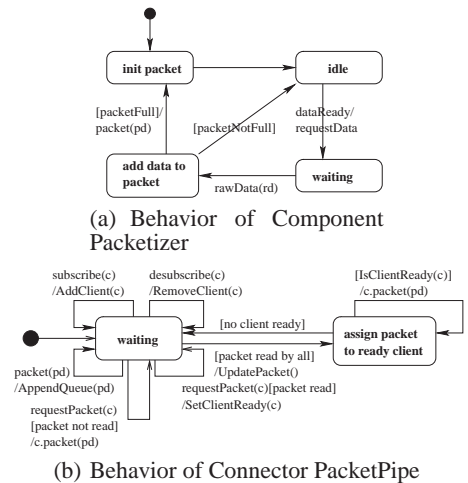 init packet
idle
[packetFull]/
packet(pd)
[packetNotFull]
dataReady/
requestData
add data to
packet
waiting
rawData(rd)
(a) Behavior of Component
Packetizer
subscribe(c)
/AddClient(c)
desubscribe(c)
/RemoveClient(c)
[IsClientReady(c)]
/c.packet(pd)
waiting
[no client ready]
assign packet
to ready client
packet(pd)
/AppendQueue(pd)
[packet read by all]
/UpdatePacket()
requestPacket(c)[packet read]
/SetClientReady(c)
requestPacket(c)
[packet not read]
/c.packet(pd)
(b) Behavior of Connector PacketPipe